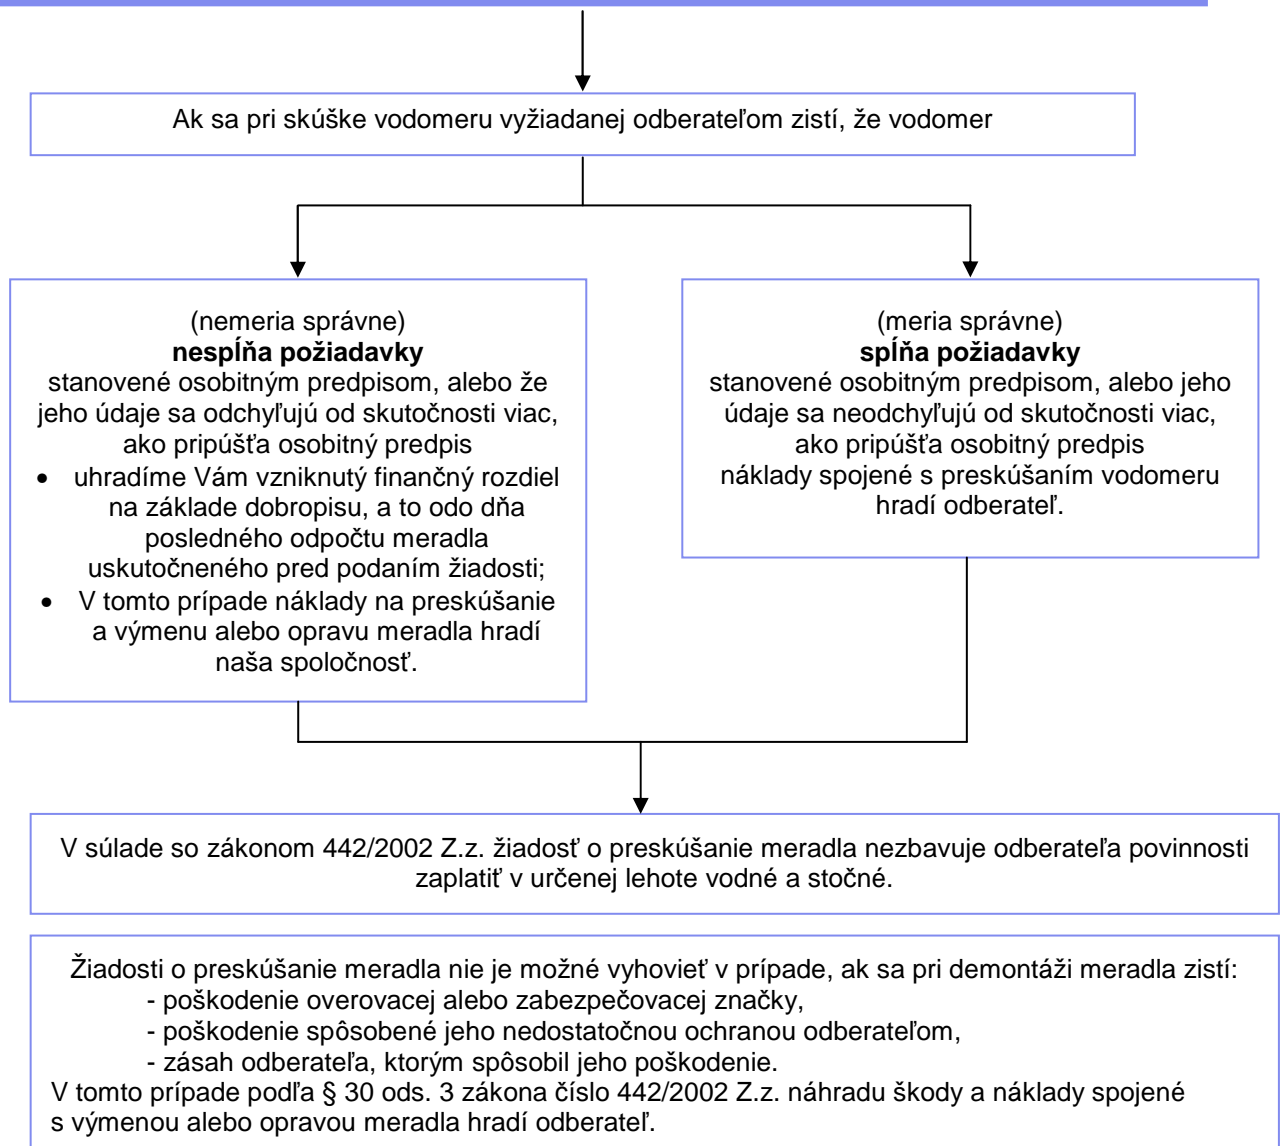 Ak sa pri skúške vodomeru vyžiadanej odberateľom zistí, že vodomer
(nemeria správne)
nespĺňa požiadavky
stanovené osobitným predpisom, alebo že
jeho údaje sa odchyľujú od skutočnosti viac,
ako pripúšťa osobitný predpis
• uhradíme Vám vzniknutý finančný rozdiel
na základe dobropisu, a to odo dňa
posledného odpočtu meradla
uskutočneného pred podaním žiadosti;
• V tomto prípade náklady na preskúšanie
a výmenu alebo opravu meradla hradí
naša spoločnosť.
(meria správne)
spĺňa požiadavky
stanovené osobitným predpisom, alebo jeho
údaje sa neodchyľujú od skutočnosti viac,
ako pripúšťa osobitný predpis
náklady spojené s preskúšaním vodomeru
hradí odberateľ.
V súlade so zákonom 442/2002 Z.z. žiadosť o preskúšanie meradla nezbavuje odberateľa povinnosti
zaplatiť v určenej lehote vodné a stočné.
Žiadosti o preskúšanie meradla nie je možné vyhovieť v prípade, ak sa pri demontáži meradla zistí:
- poškodenie overovacej alebo zabezpečovacej značky,
- poškodenie spôsobené jeho nedostatočnou ochranou odberateľom,
- zásah odberateľa, ktorým spôsobil jeho poškodenie.
V tomto prípade podľa § 30 ods. 3 zákona číslo 442/2002 Z.z. náhradu škody a náklady spojené
s výmenou alebo opravou meradla hradí odberateľ.